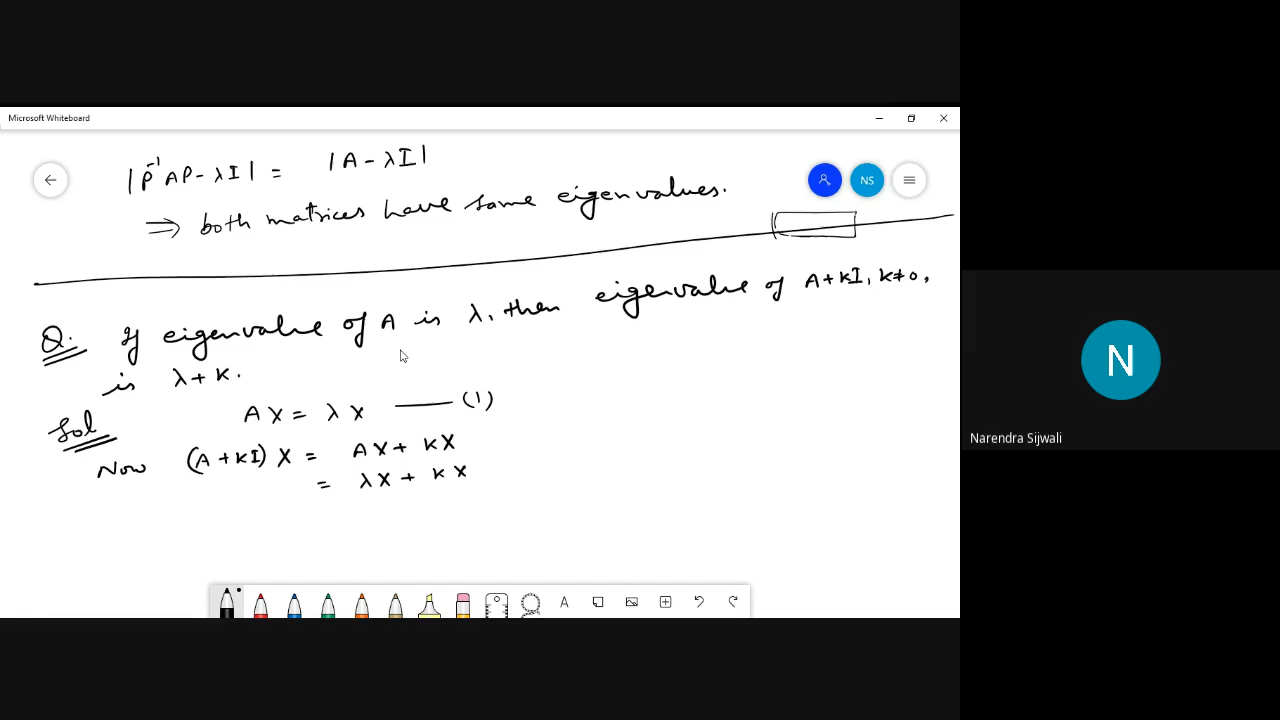 Microsoft Whiteboard
|P⁻¹AP - λI| = |A - λI|
⇒ both matrices have same eigenvalues.
NS
Q. If eigenvalue of A is λ, then eigenvalue of A+KI, K≠0,
is λ+K.
Sol AX = λX —— (1)
Now (A+KI) X = AX + KX
= λX + KX
A
N
Narendra Sijwali